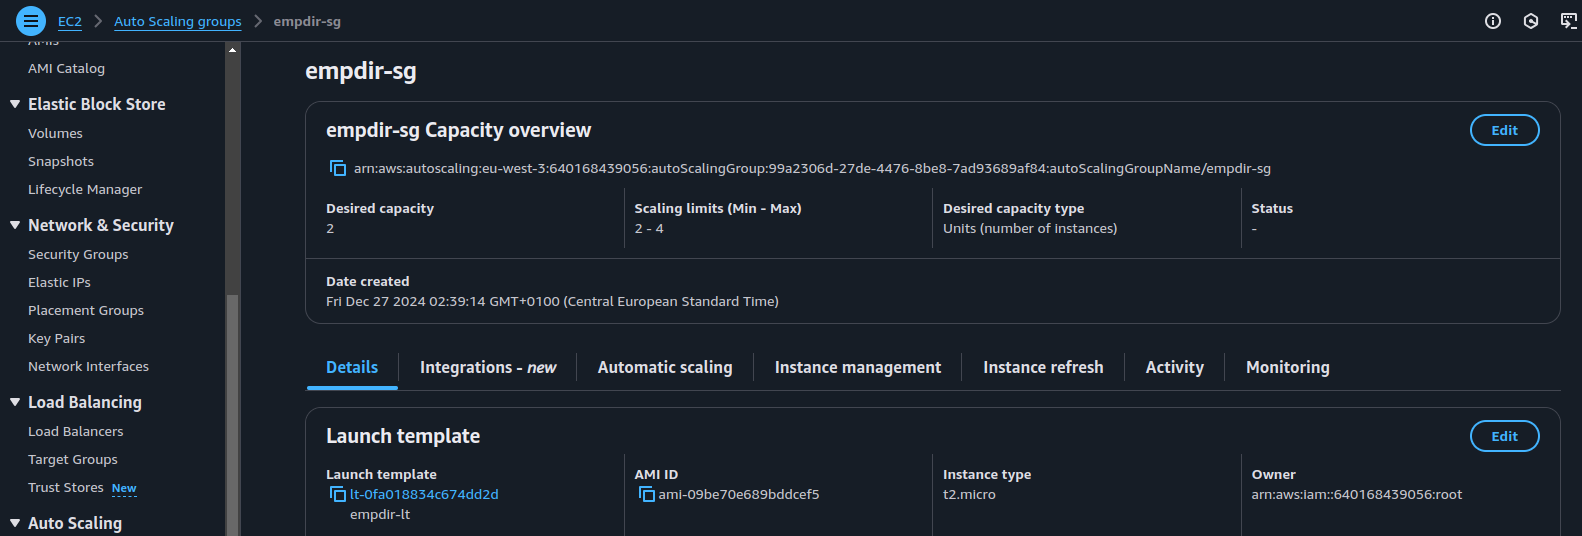 EC2 > Auto Scaling groups > empdir-sg
AMIs
AMI Catalog
Elastic Block Store
Volumes
Snapshots
Lifecycle Manager
Network & Security
Security Groups
Elastic IPs
Placement Groups
Key Pairs
Network Interfaces
Load Balancing
Load Balancers
Target Groups
Trust Stores New
Auto Scaling
empdir-sg
empdir-sg Capacity overview
Edit
arn:aws:autoscaling:eu-west-3:640168439056:autoScalingGroup:99a2306d-27de-4476-8be8-7ad93689af84:autoScalingGroupName/empdir-sg
Desired capacity
2
Scaling limits (Min - Max)
2 - 4
Desired capacity type
Units (number of instances)
Status
-
Date created
Fri Dec 27 2024 02:39:14 GMT+0100 (Central European Standard Time)
Details
Integrations - new
Automatic scaling
Instance management
Instance refresh
Activity
Monitoring
Launch template
Edit
Launch template
lt-0fa018834c674dd2d
empdir-lt
AMI ID
ami-09be70e689bddcef5
Instance type
t2.micro
Owner
arn:aws:iam::640168439056:root